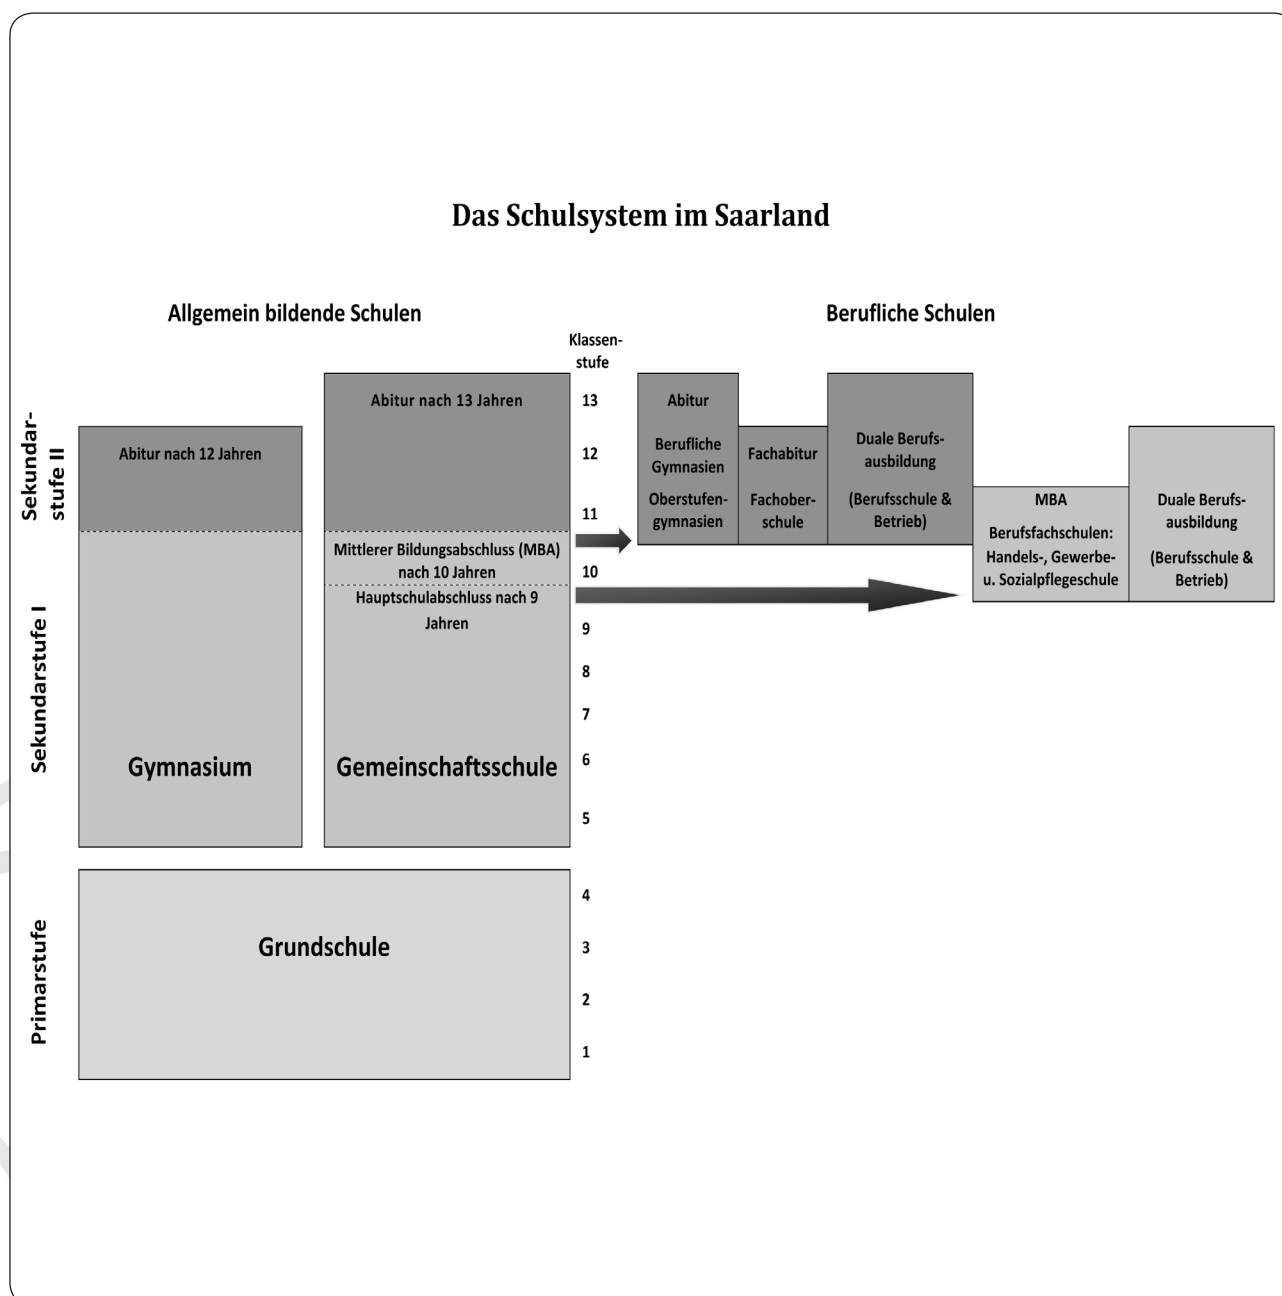 Das Schulsystem im Saarland
Allgemein bildende Schulen
Berufliche Schulen
Klassen-
stufe
Sekundar-
stufe II
Sekundarstufe I
Primarstufe
Abitur nach 12 Jahren
Gymnasium
Abitur nach 13 Jahren
Mittlerer Bildungsabschluss (MBA)
nach 10 Jahren
Hauptschulabschluss nach 9
Jahren
Gemeinschaftsschule
Grundschule
13
12
11
10
9
8
7
6
5
4
3
2
1
Abitur
Berufliche
Gymnasien
Oberstufen-
gymnasien
Fachabitur
Fachober-
schule
Duale Berufs-
ausbildung
(Berufsschule &
Betrieb)
MBA
Berufsfachschulen:
Handels-, Gewerbe-
u. Sozialpflegeschule
Duale Berufs-
ausbildung
(Berufsschule &
Betrieb)